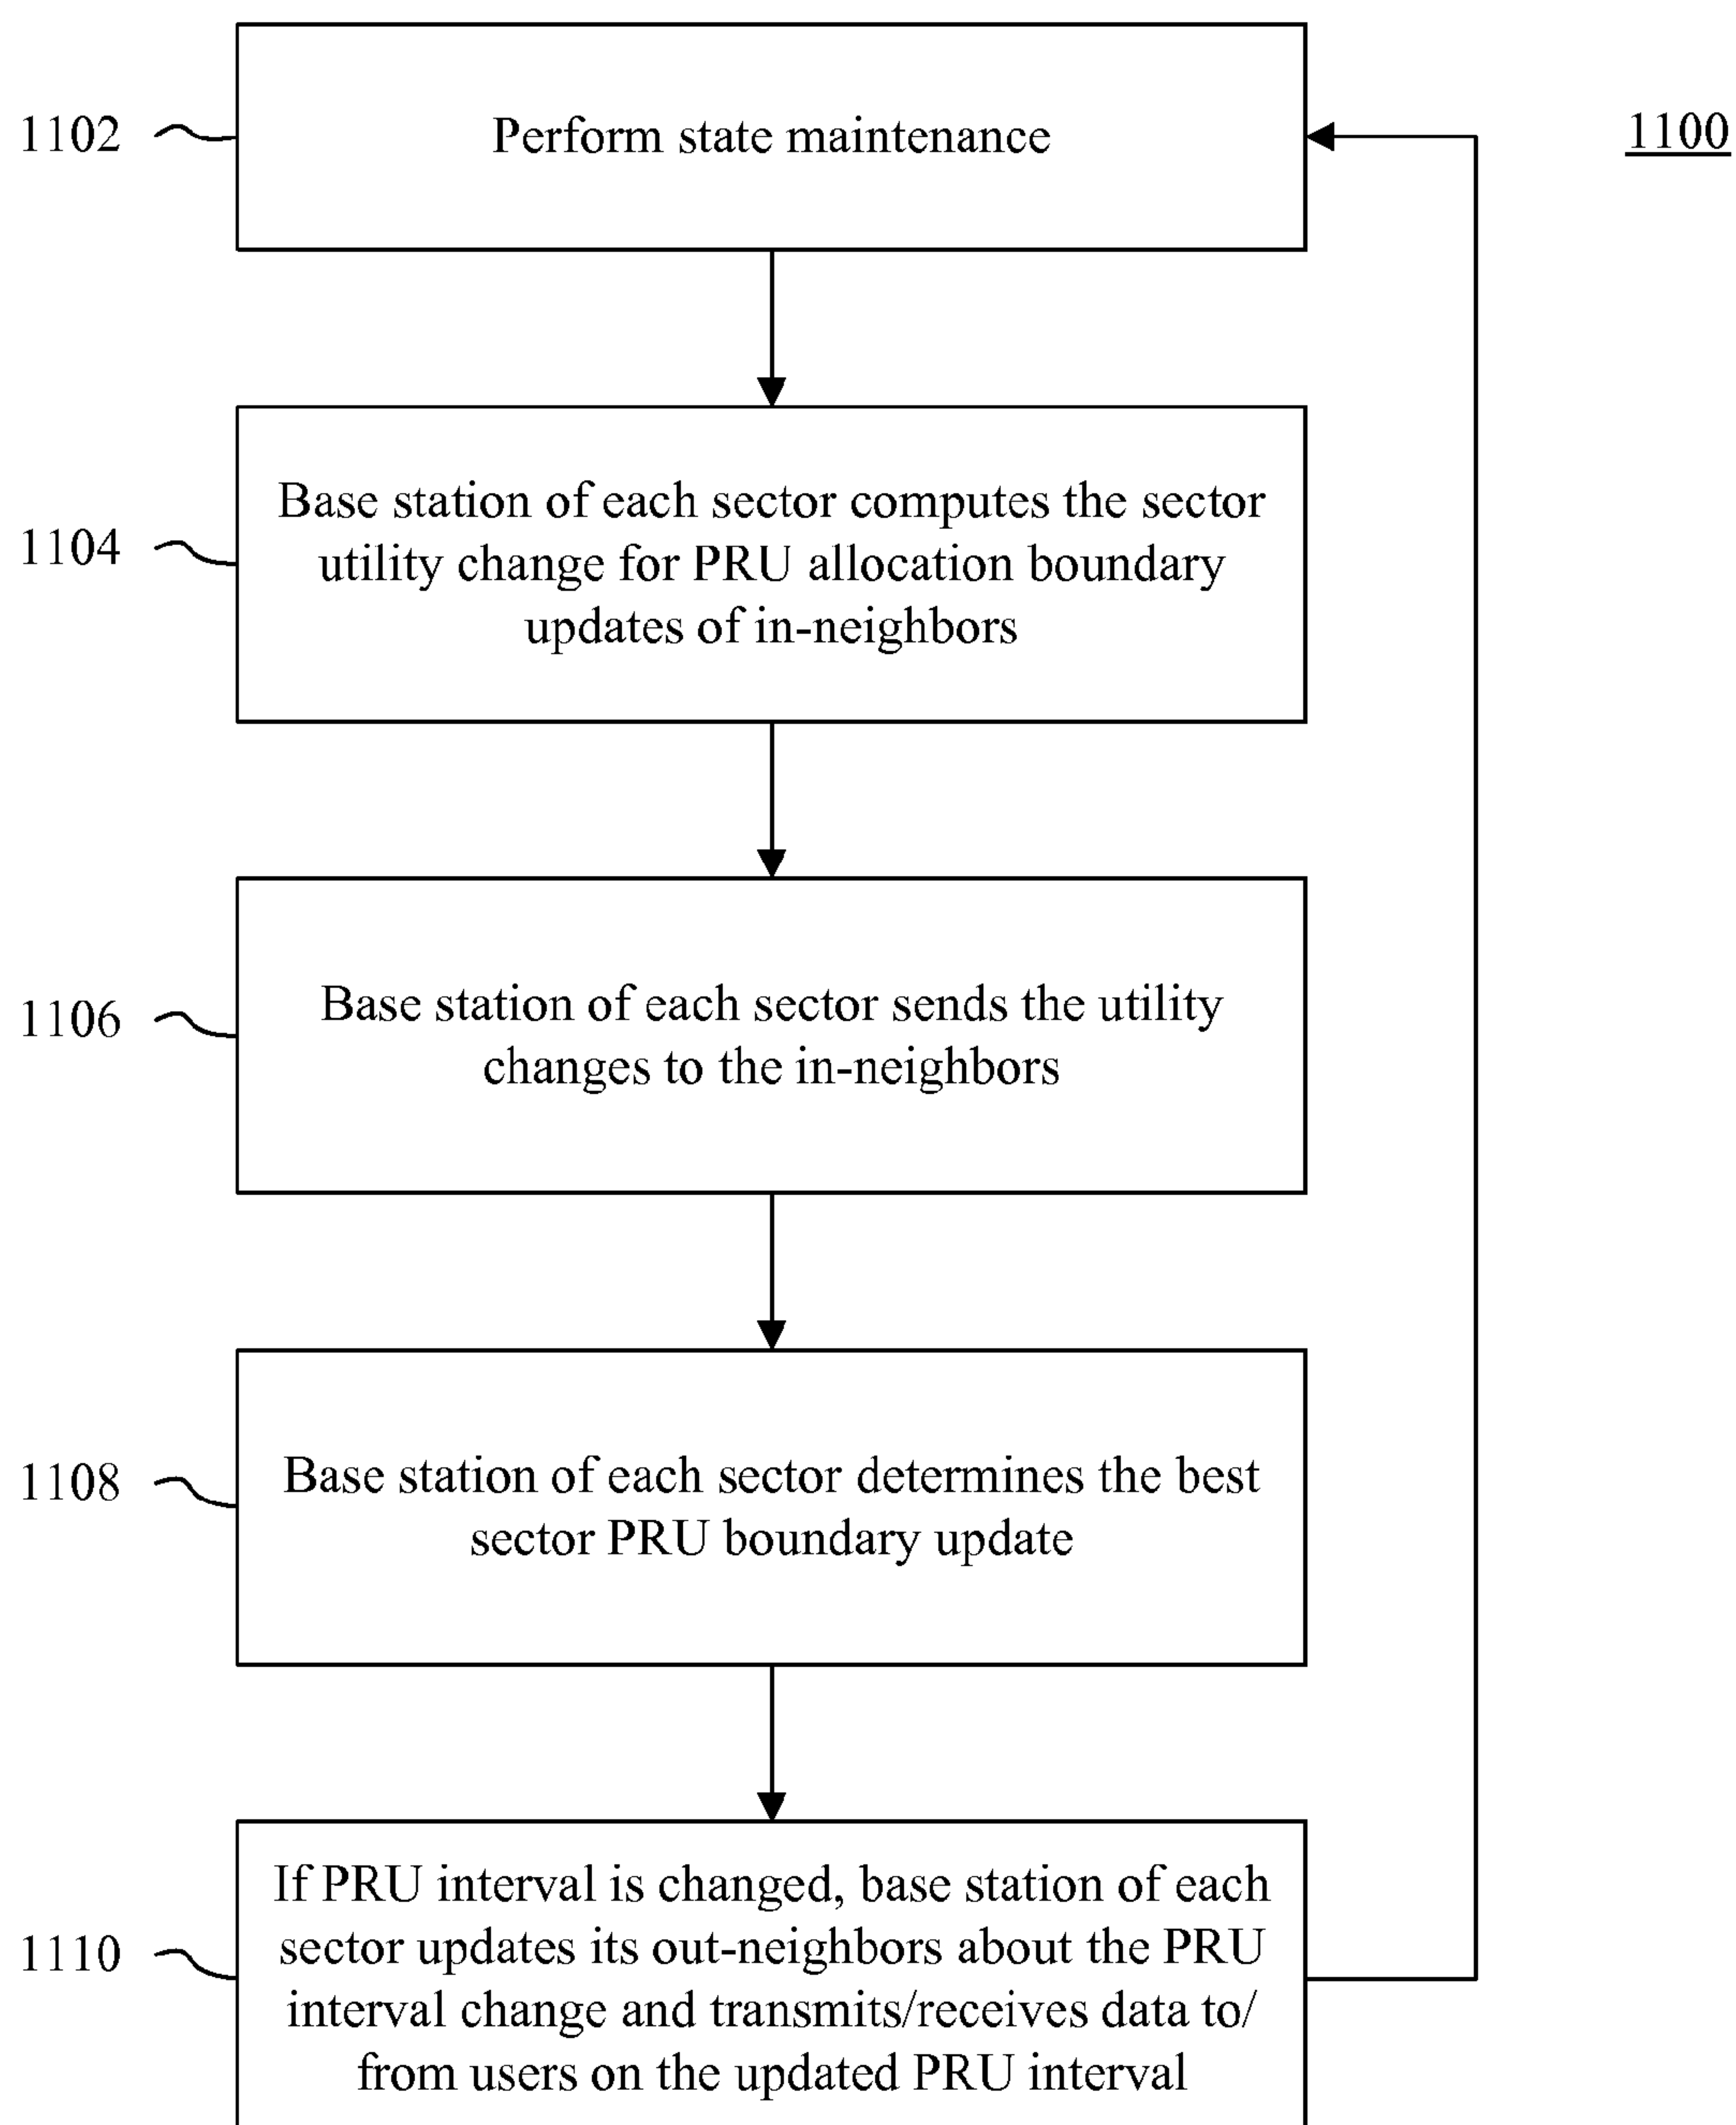 1100
1102
Perform state maintenance
1104
Base station of each sector computes the sector
utility change for PRU allocation boundary
updates of in-neighbors
1106
Base station of each sector sends the utility
changes to the in-neighbors
1108
Base station of each sector determines the best
sector PRU boundary update
1110
If PRU interval is changed, base station of each
sector updates its out-neighbors about the PRU
interval change and transmits/receives data to/
from users on the updated PRU interval